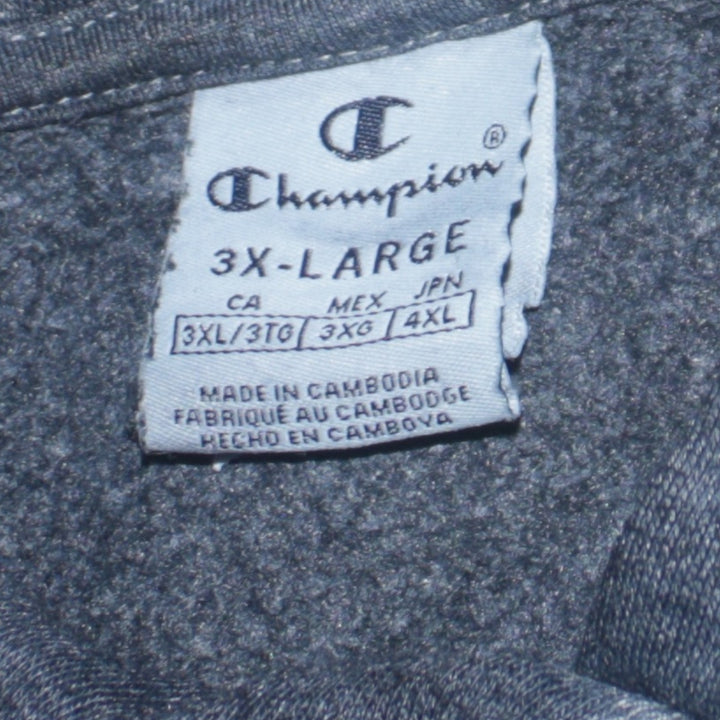 Champion®
3X-LARGE
CA MEX JPN
3XL/3TG 3XG 4XL
MADE IN CAMBODIA
FABRIQUÉ AU CAMBODGE
HECHO EN CAMBOYA